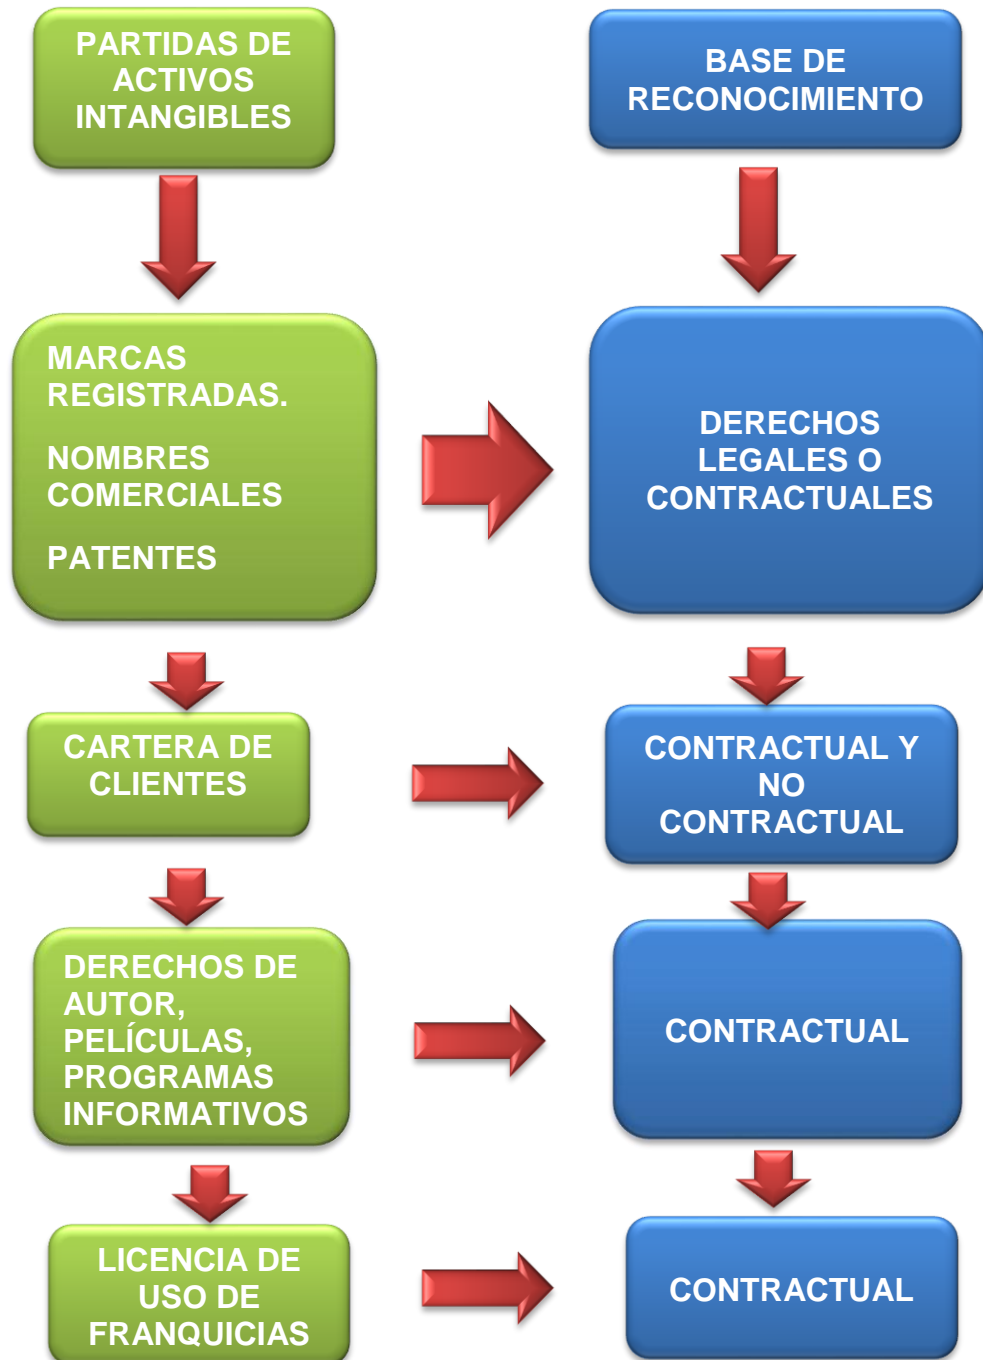 PARTIDAS DE
ACTIVOS
INTANGIBLES
BASE DE
RECONOCIMIENTO
MARCAS
REGISTRADAS.
NOMBRES
COMERCIALES
PATENTES
DERECHOS
LEGALES O
CONTRACTUALES
CARTERA DE
CLIENTES
CONTRACTUAL Y
NO
CONTRACTUAL
DERECHOS DE
AUTOR,
PELÍCULAS,
PROGRAMAS
INFORMATIVOS
CONTRACTUAL
LICENCIA DE
USO DE
FRANQUICIAS
CONTRACTUAL